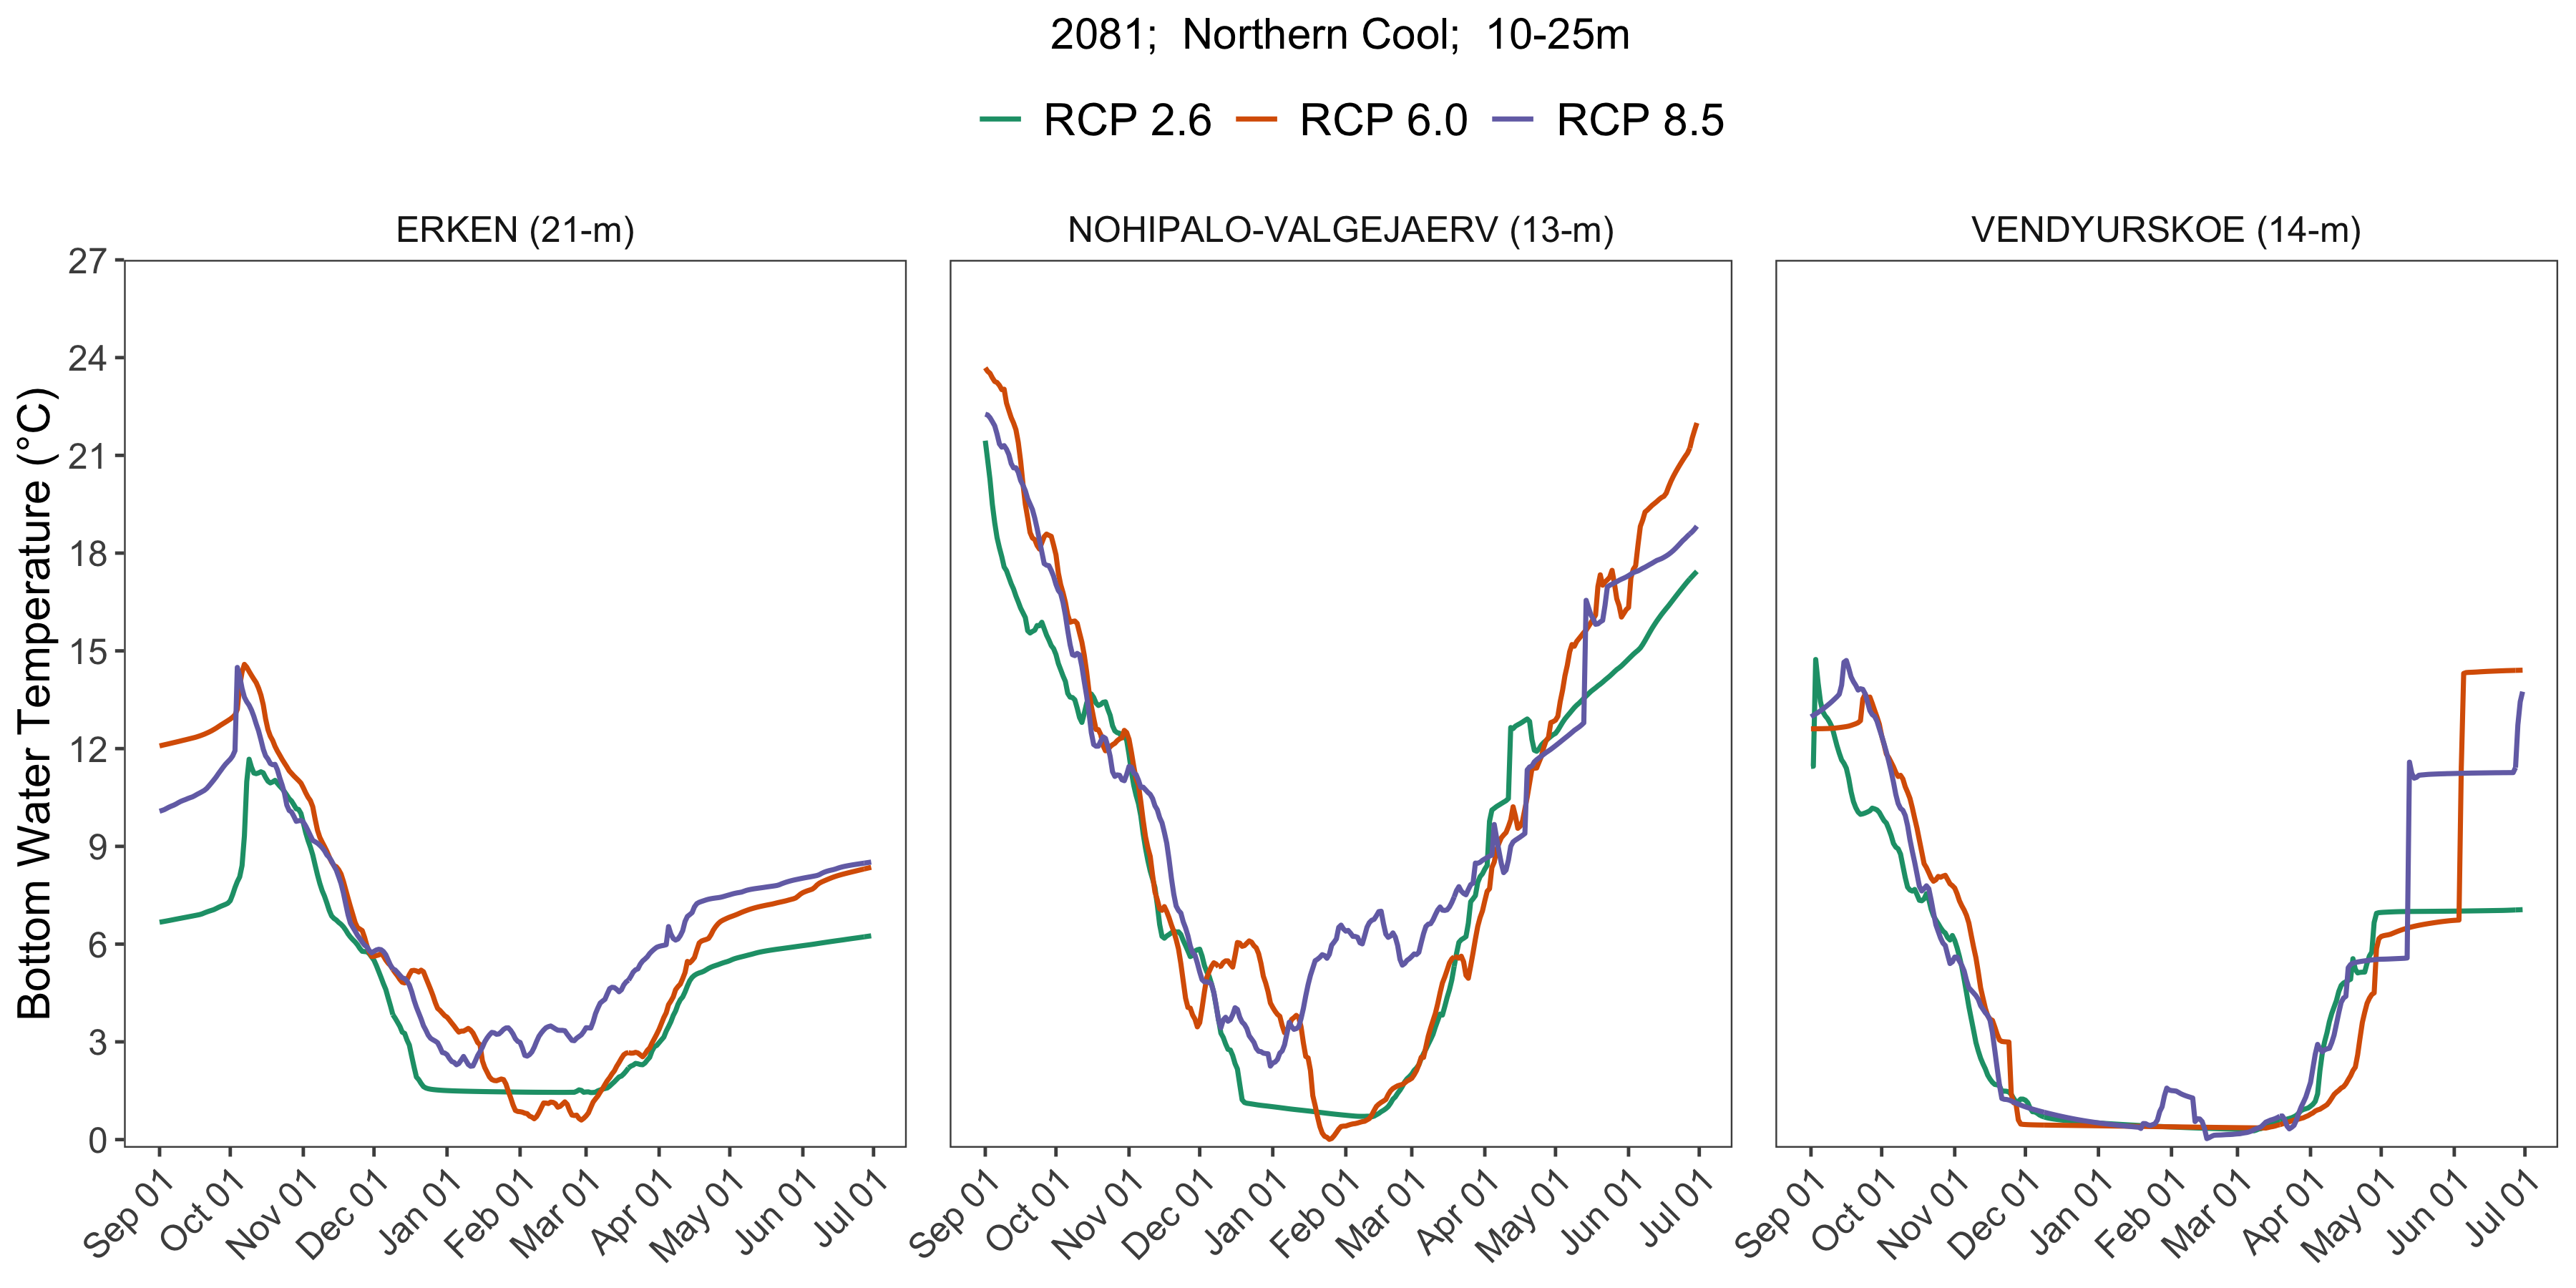 2081;  Northern Cool;  10-25m
RCP 2.6 RCP 6.0 RCP 8.5
ERKEN (21-m) NOHIPALO-VALGEJAERV (13-m) VENDYURSKOE (14-m)
Bottom Water Temperature (°C)
27
24
21
18
15
12
9
6
3
0
Sep 01 Oct 01 Nov 01 Dec 01 Jan 01 Feb 01 Mar 01 Apr 01 May 01 Jun 01 Jul 01 Sep 01 Oct 01 Nov 01 Dec 01 Jan 01 Feb 01 Mar 01 Apr 01 May 01 Jun 01 Jul 01 Sep 01 Oct 01 Nov 01 Dec 01 Jan 01 Feb 01 Mar 01 Apr 01 May 01 Jun 01 Jul 01